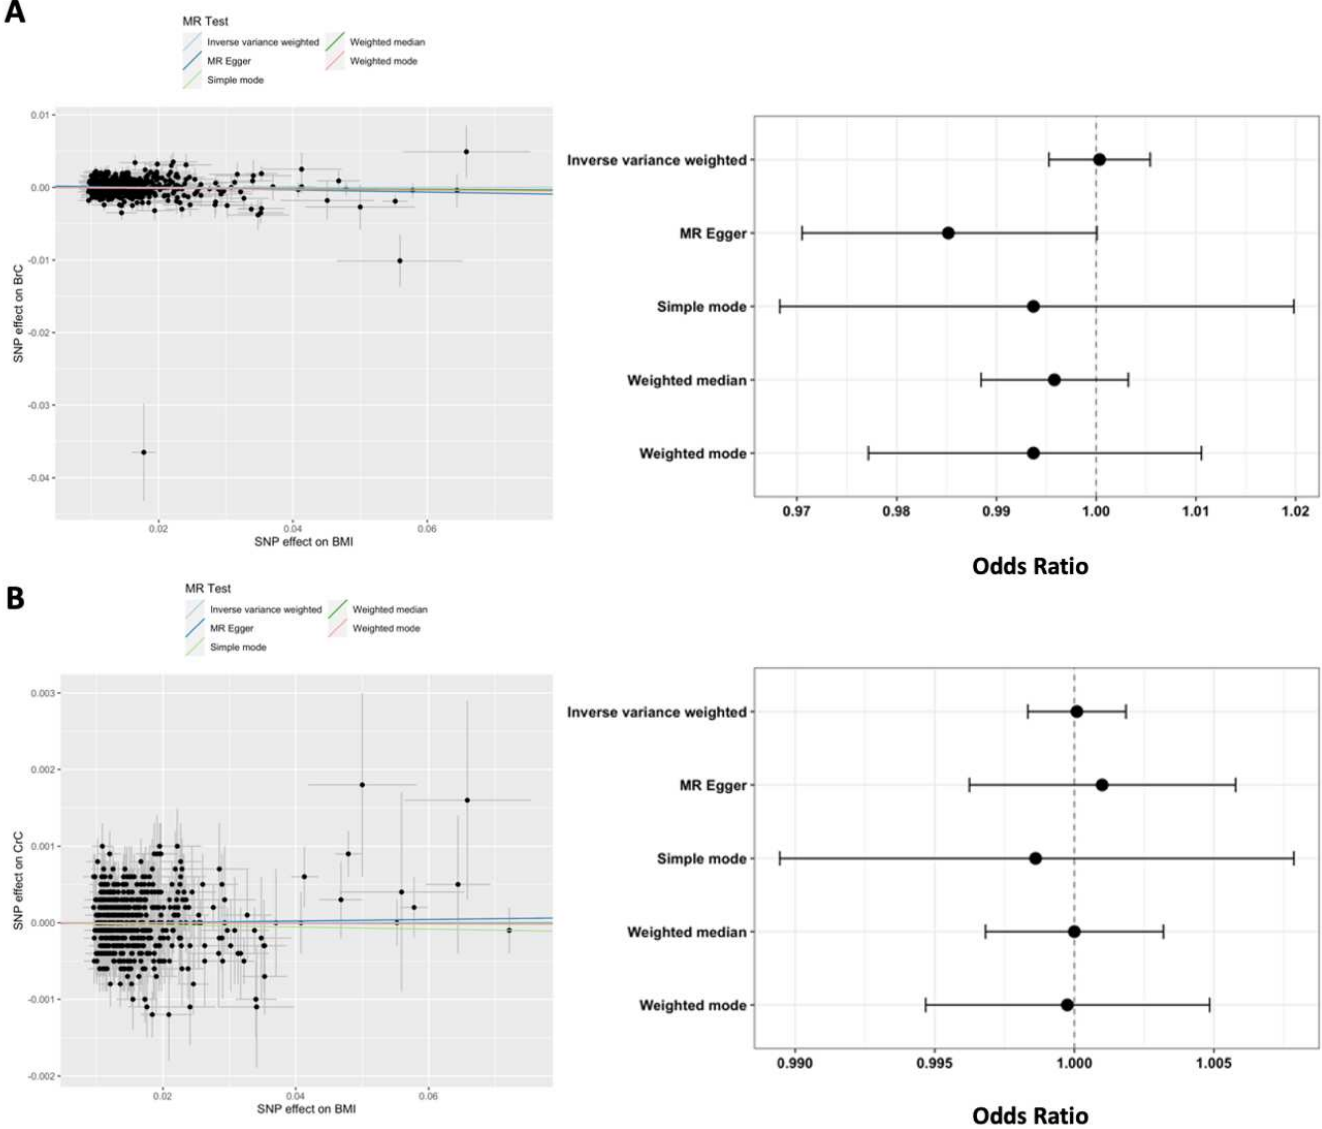 A
MR Test
Inverse variance weighted
Weighted median
MR Egger
Weighted mode
Simple mode
0.01
0.00
-0.01
-0.02
-0.03
-0.04
SNP effect on BrC
0.02
0.04
0.06
SNP effect on BMI
Inverse variance weighted
MR Egger
Simple mode
Weighted median
Weighted mode
0.97
0.98
0.99
1.00
1.01
1.02
Odds Ratio
B
MR Test
Inverse variance weighted
Weighted median
MR Egger
Weighted mode
Simple mode
0.003
0.002
0.001
0.000
-0.001
-0.002
SNP effect on CrC
0.02
0.04
0.06
SNP effect on BMI
Inverse variance weighted
MR Egger
Simple mode
Weighted median
Weighted mode
0.990
0.995
1.000
1.005
Odds Ratio